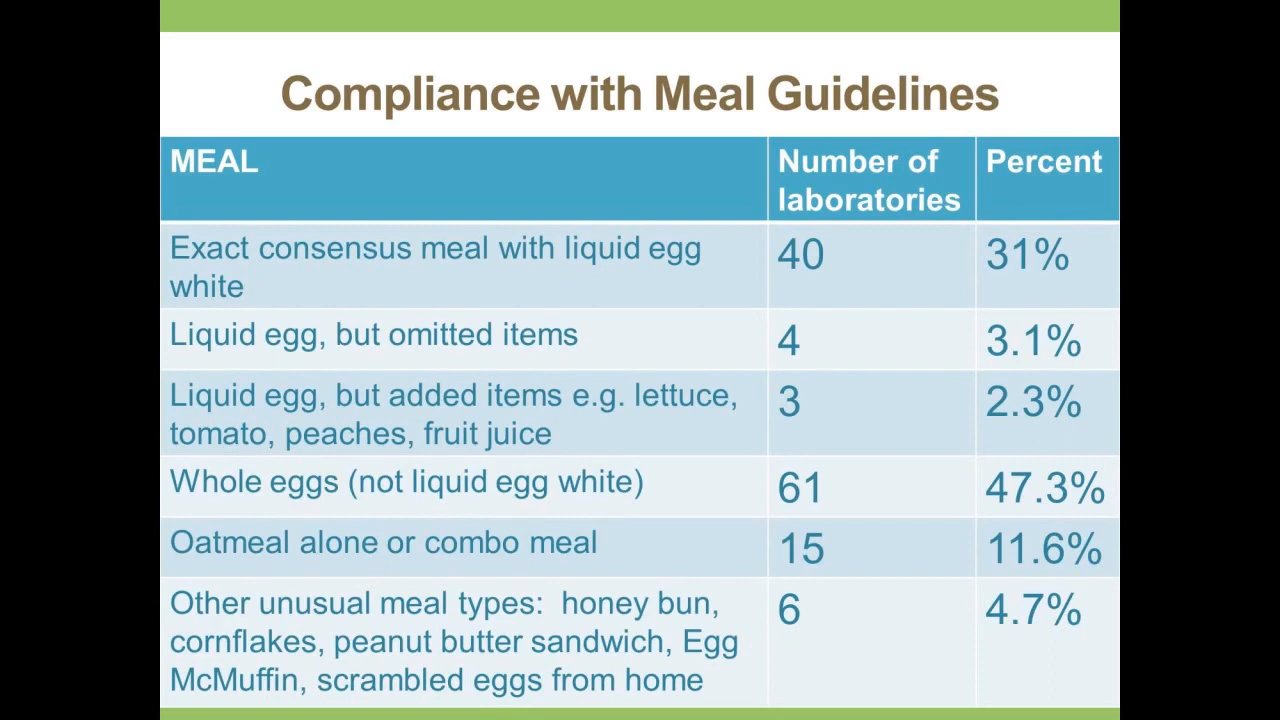 Compliance with Meal Guidelines
MEAL
Number of
laboratories
Percent
Exact consensus meal with liquid egg
white
40
31%
Liquid egg, but omitted items
4
3.1%
Liquid egg, but added items e.g. lettuce,
tomato, peaches, fruit juice
3
2.3%
Whole eggs (not liquid egg white)
61
47.3%
Oatmeal alone or combo meal
15
11.6%
Other unusual meal types:  honey bun,
cornflakes, peanut butter sandwich, Egg
McMuffin, scrambled eggs from home
6
4.7%